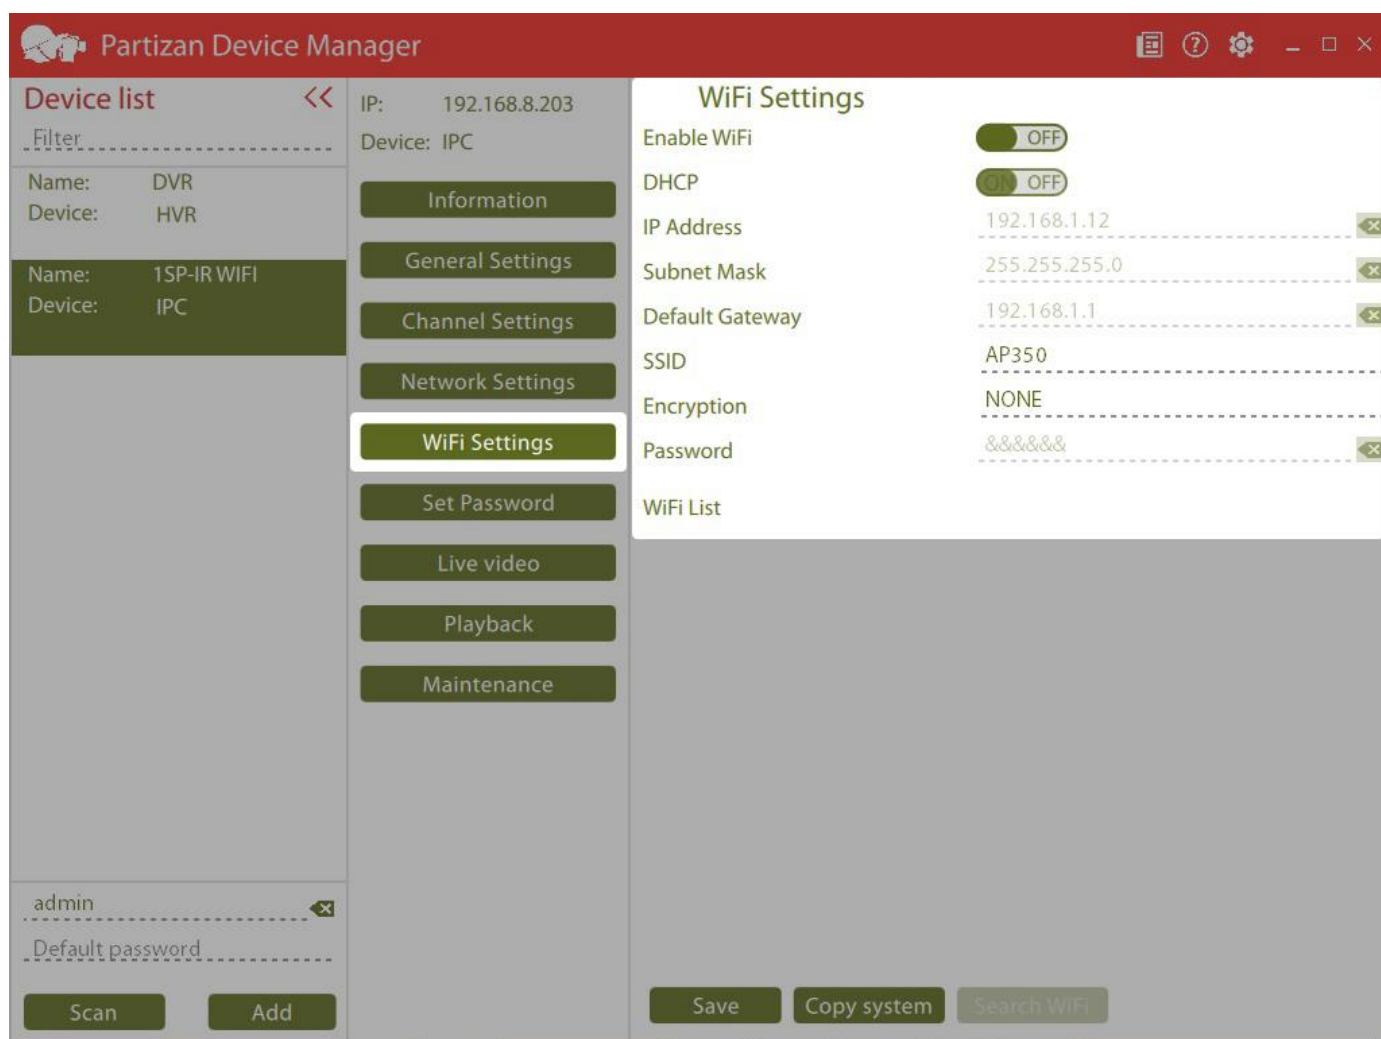 Partizan Device Manager
Device list <<
Filter
Name: DVR
Device: HVR
Name: 1SP-IR WIFI
Device: IPC
admin
Default password
Scan Add
IP: 192.168.8.203
Device: IPC
Information
General Settings
Channel Settings
Network Settings
WiFi Settings
Set Password
Live video
Playback
Maintenance
WiFi Settings
Enable WiFi OFF
DHCP ON OFF
IP Address 192.168.1.12
Subnet Mask 255.255.255.0
Default Gateway 192.168.1.1
SSID AP350
Encryption NONE
Password &&&&&&
WiFi List
Save Copy system Search WiFi